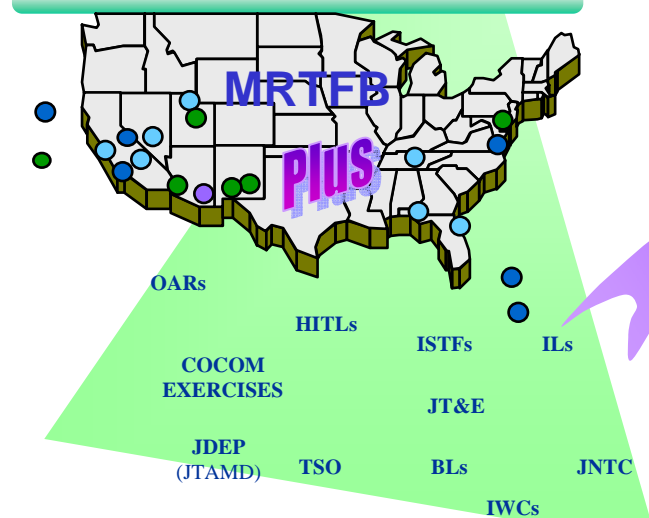 MRTFB
Plus
OARs
HITLs
ISTFs
ILs
COCOM
EXERCISES
JT&E
JDEP
(JTAMD)
TSO
BLs
JNTC
IWCs